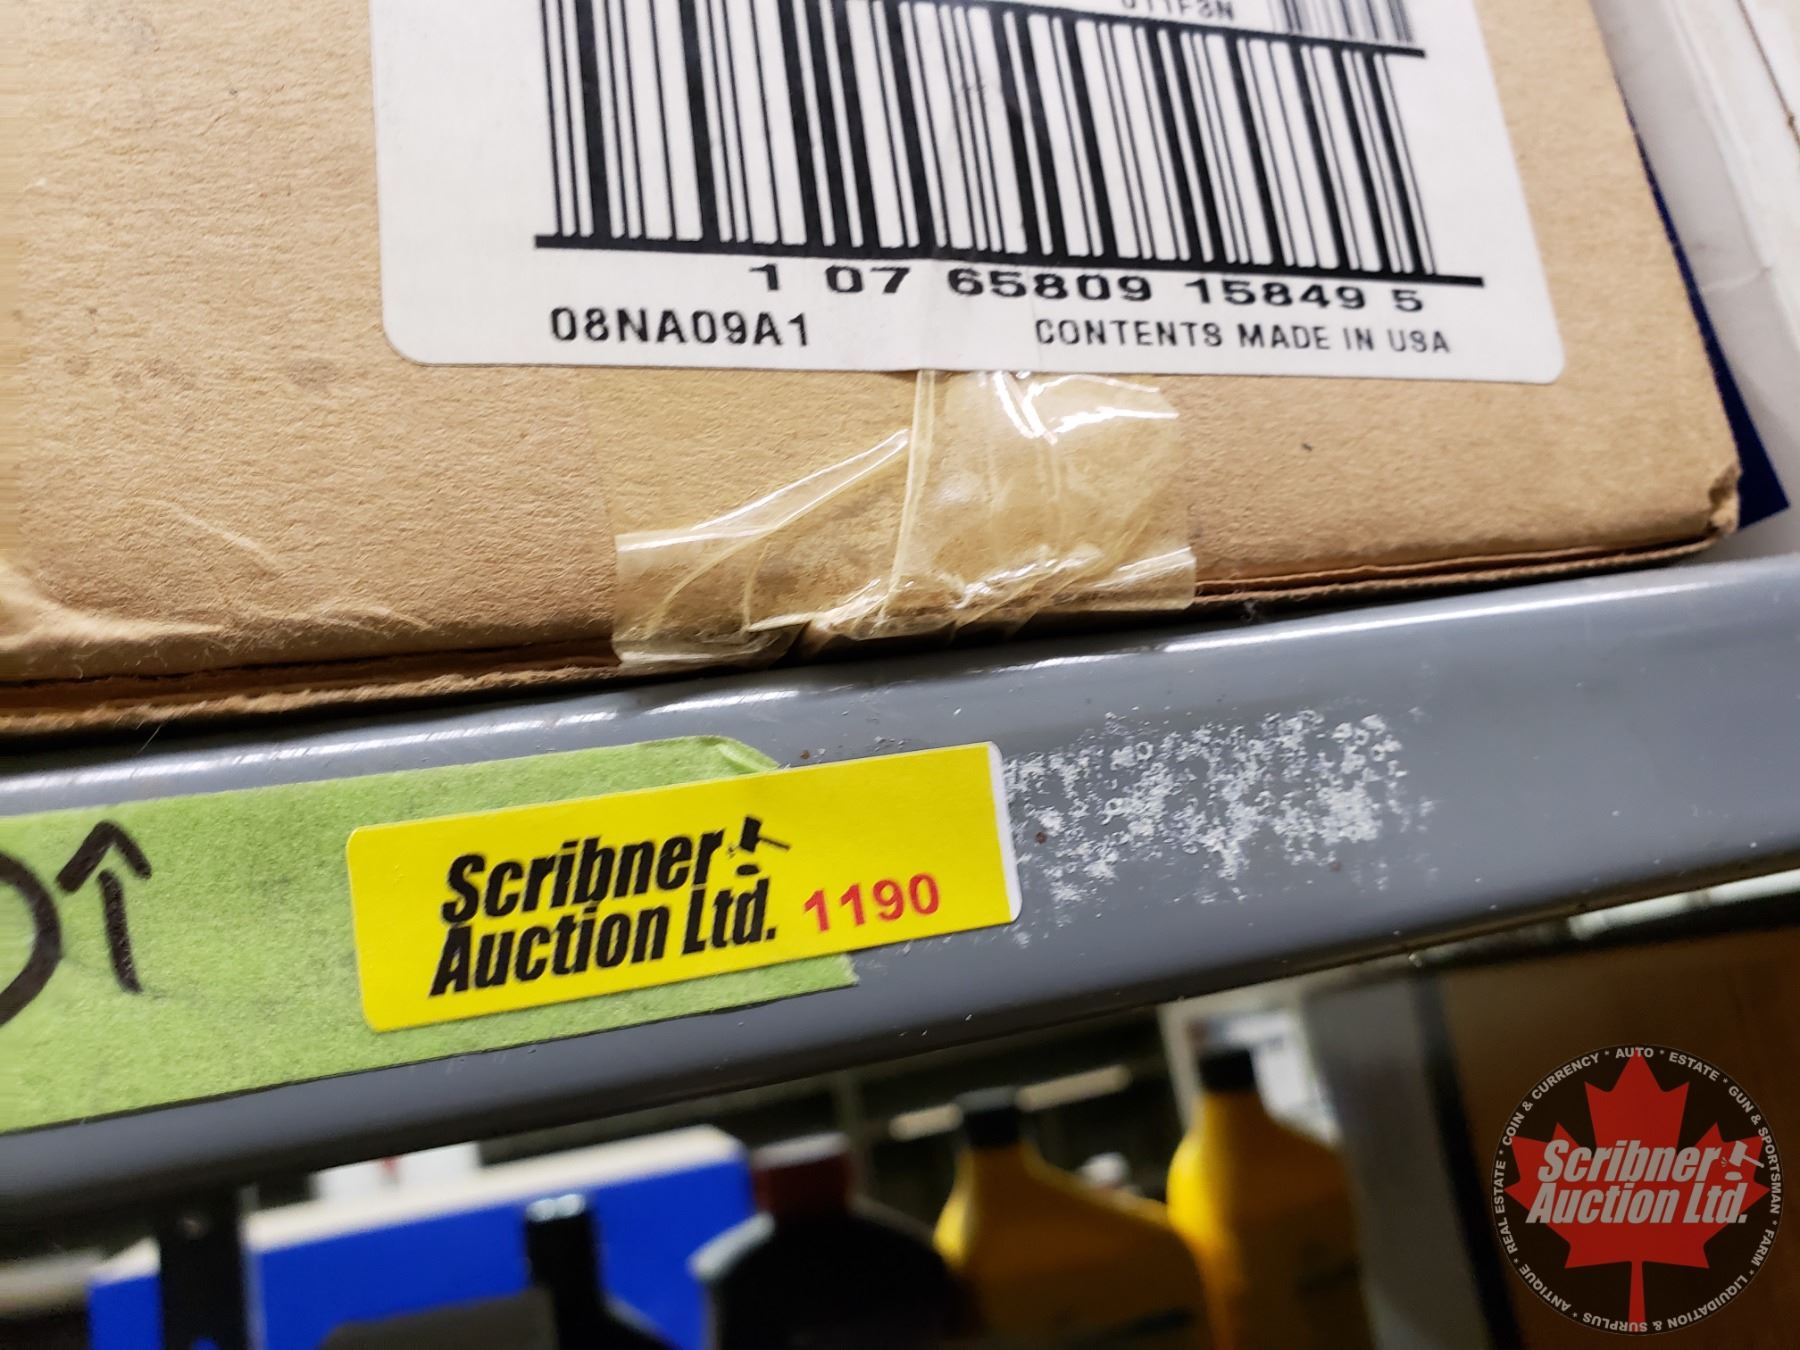 1 07 65809 15849 5
08NA09A1
CONTENTS MADE IN USA
Scribner
Auction Ltd. 1190
COIN & CURRENCY * AUTO * ESTATE * GUN & SPORTSMAN * FARM * LIQUIDATION & SURPLUS * ANTIQUE * REAL ESTATE *
Scribner
Auction Ltd.